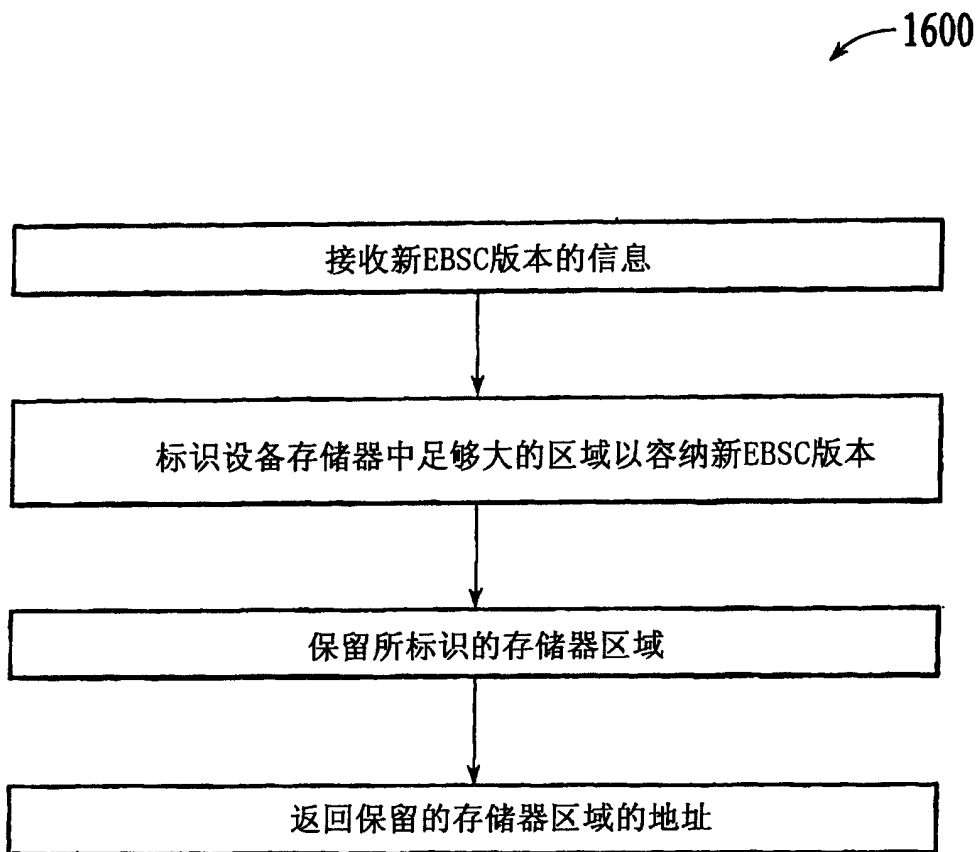 1600
接收新EBSC版本的信息
标识设备存储器中足够大的区域以容纳新EBSC版本
保留所标识的存储器区域
返回保留的存储器区域的地址